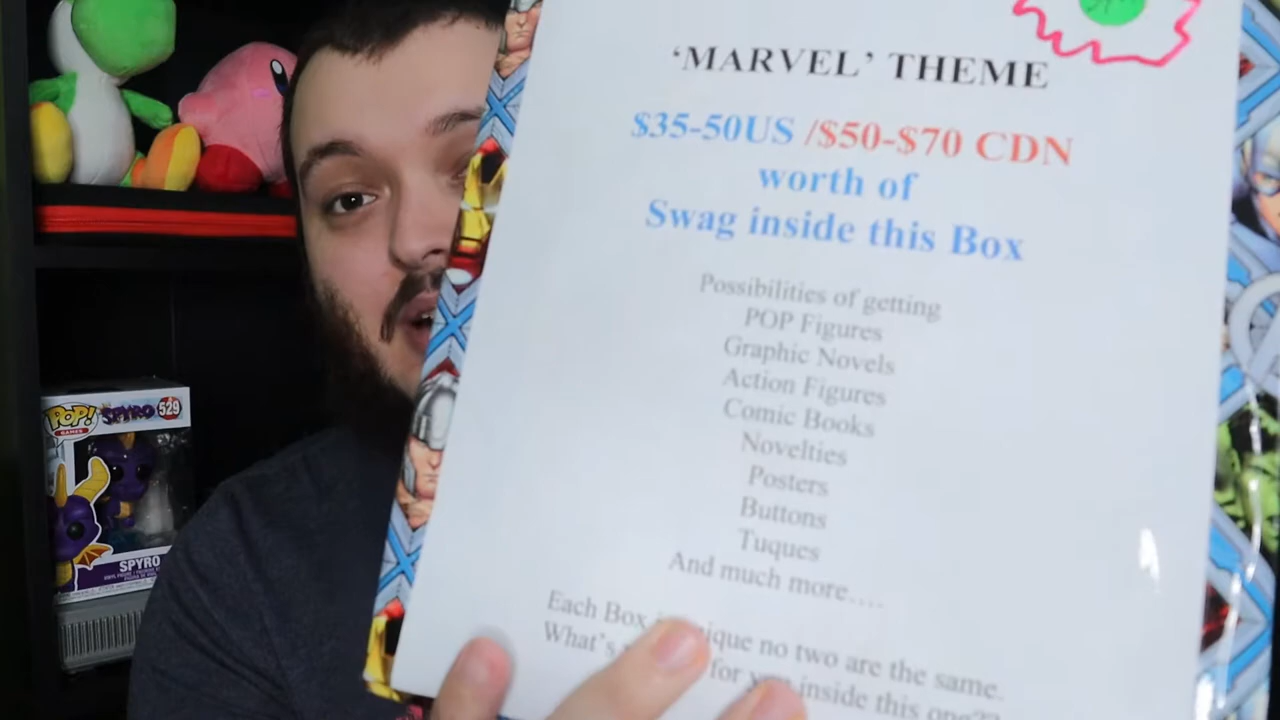 'MARVEL' THEME
$35-50US /$50-$70 CDN
worth of
Swag inside this Box
Possibilities of getting
POP Figures
Graphic Novels
Action Figures
Comic Books
Novelties
Posters
Buttons
Tuques
And much more....
Each Box no two are the same.
What's for inside this one??
POP!
GAMES
SPYRO
529
SPYRO